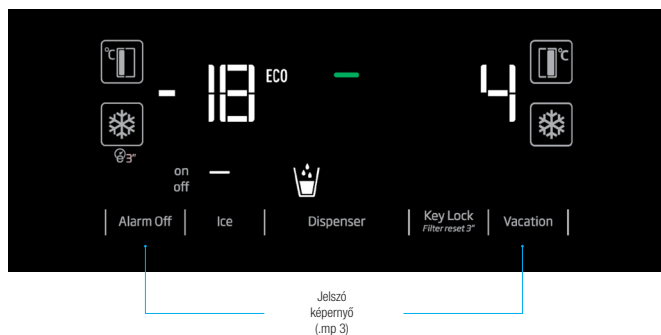 °C
°C
- 18 ECO
4
3"
on
off
Alarm Off
Ice
Dispenser
Key Lock
Filter reset 3"
Vacation
Jelszó
képernyő
(.mp 3)